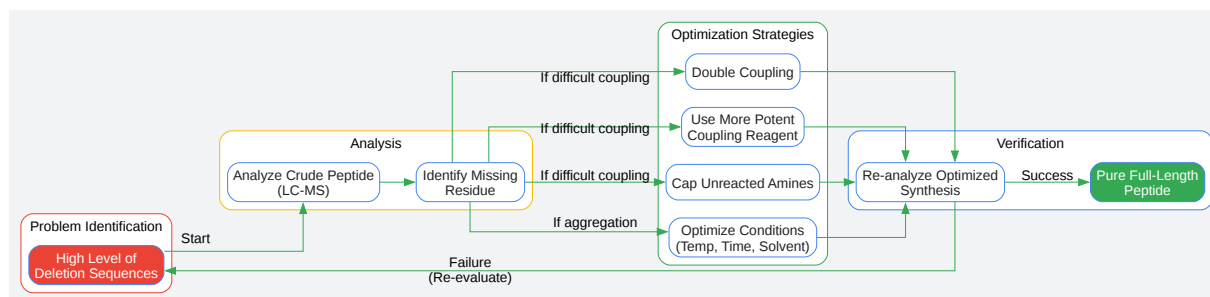 Problem Identification
High Level of
Deletion Sequences
Start
Analysis
Analyze Crude Peptide
(LC-MS)
Identify Missing
Residue
If difficult coupling
If difficult coupling
If difficult coupling
If aggregation
Optimization Strategies
Double Coupling
Use More Potent
Coupling Reagent
Cap Unreacted Amines
Optimize Conditions
(Temp, Time, Solvent)
Verification
Re-analyze Optimized
Synthesis
Success
Pure Full-Length
Peptide
Failure
(Re-evaluate)